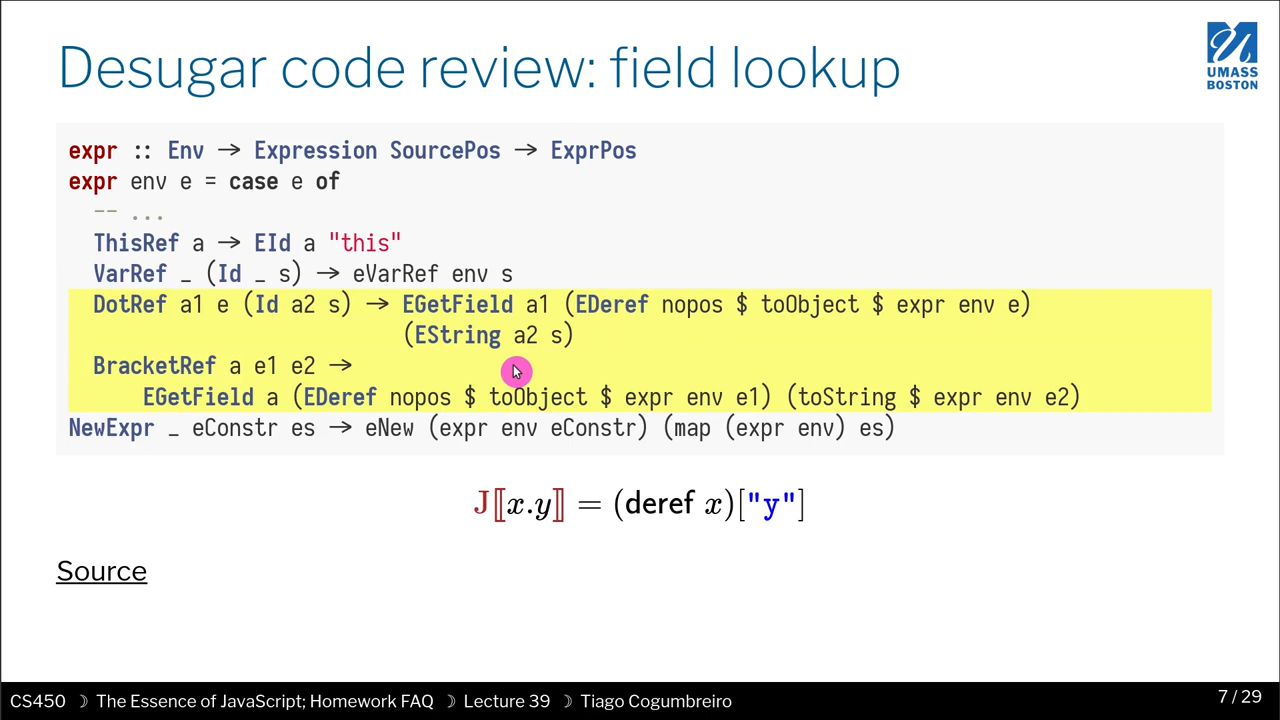 Desugar code review: field lookup
UMASS
BOSTON
expr :: Env → Expression SourcePos → ExprPos
expr env e = case e of
-- ...
ThisRef a → EId a "this"
VarRef _ (Id _ s) → eVarRef env s
DotRef a1 e (Id a2 s) → EGetField a1 (EDeref nopos $ toObject $ expr env e)
(EString a2 s)
BracketRef a e1 e2 →
EGetField a (EDeref nopos $ toObject $ expr env e1) (toString $ expr env e2)
NewExpr _ eConstr es → eNew (expr env eConstr) (map (expr env) es)
J⟦x.y⟧ = (deref x)["y"]
Source
CS450 ☽ The Essence of JavaScript; Homework FAQ ☽ Lecture 39 ☽ Tiago Cogumbreiro
7 / 29